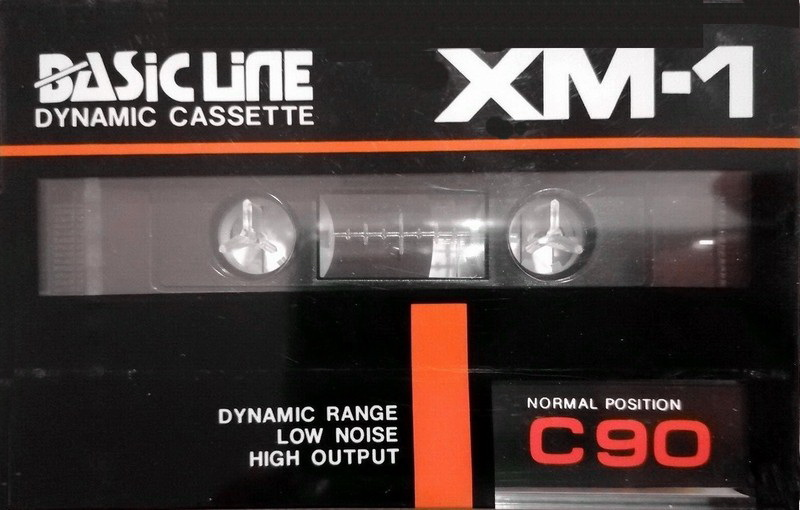 BASIC LINE
DYNAMIC CASSETTE
XM-1
DYNAMIC RANGE
LOW NOISE
HIGH OUTPUT
NORMAL POSITION
C90